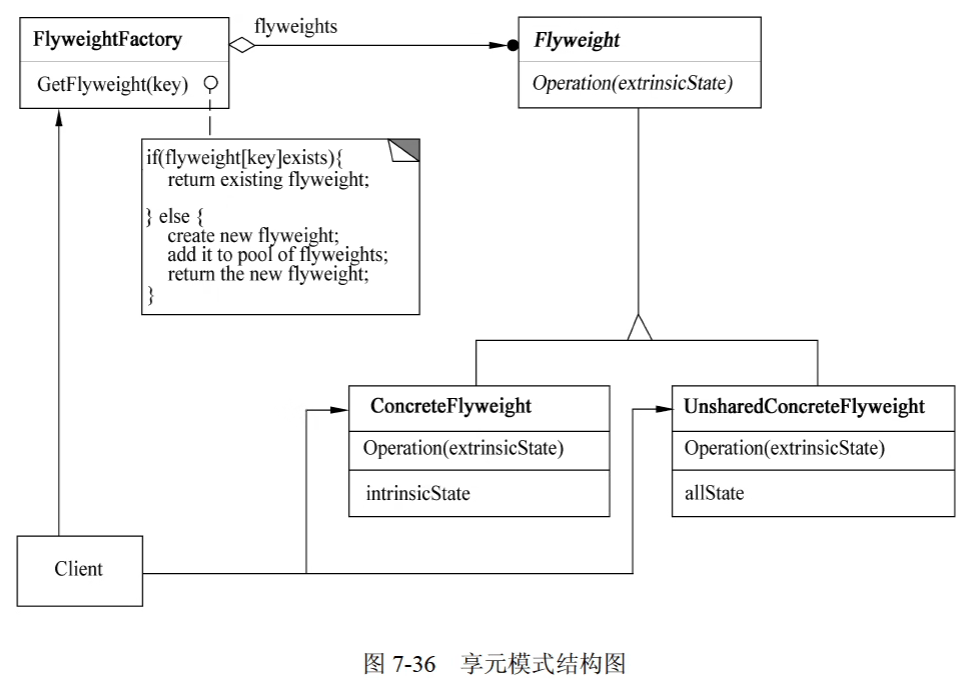 FlyweightFactory
GetFlyweight(key)
flyweights
Flyweight
Operation(extrinsicState)
if(flyweight[key]exists){
return existing flyweight;
} else {
create new flyweight;
add it to pool of flyweights;
return the new flyweight;
}
ConcreteFlyweight
Operation(extrinsicState)
intrinsicState
UnsharedConcreteFlyweight
Operation(extrinsicState)
allState
Client
图 7-36 享元模式结构图